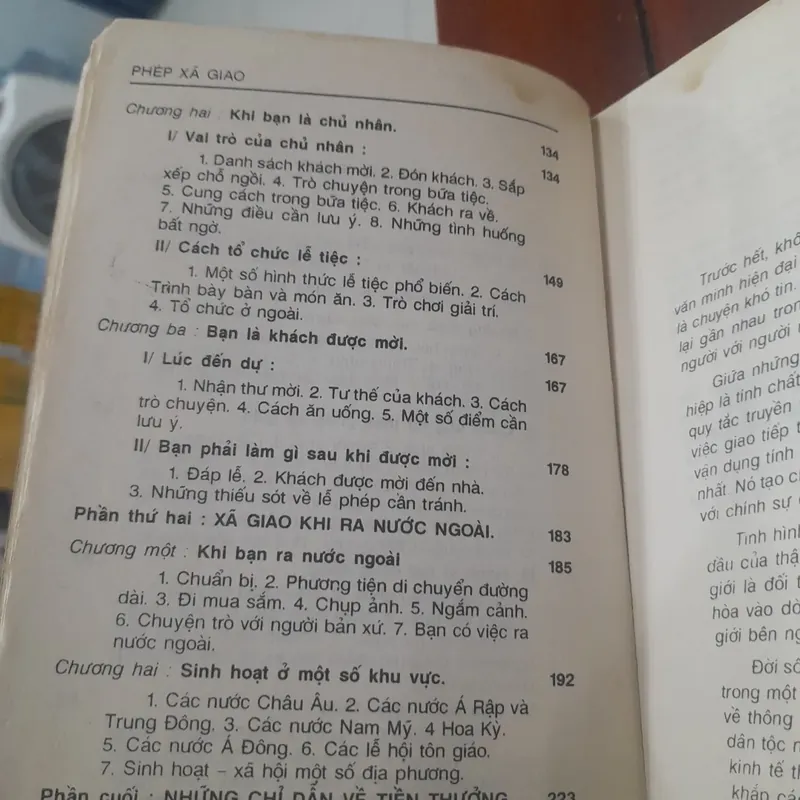 PHÉP XÃ GIAO
Chương hai : Khi bạn là chủ nhân. 134
I/ Vai trò của chủ nhân : 134
1. Danh sách khách mời. 2. Đón khách. 3. Sắp
xếp chỗ ngồi. 4. Trò chuyện trong bữa tiệc.
5. Cung cách trong bữa tiệc. 6. Khách ra về.
7. Những điều cần lưu ý. 8. Những tình huống
bất ngờ.
II/ Cách tổ chức lễ tiệc : 149
1. Một số hình thức lễ tiệc phổ biến. 2. Cách
Trình bày bàn và món ăn. 3. Trò chơi giải trí.
4. Tổ chức ở ngoài.
Chương ba : Bạn là khách được mời. 167
I/ Lúc đến dự : 167
1. Nhận thư mời. 2. Tư thế của khách. 3. Cách
trò chuyện. 4. Cách ăn uống. 5. Một số điểm cần
lưu ý.
II/ Bạn phải làm gì sau khi được mời : 178
1. Đáp lễ. 2. Khách được mời đến nhà.
3. Những thiếu sót về lễ phép cần tránh.
Phần thứ hai : XÃ GIAO KHI RA NƯỚC NGOÀI. 183
Chương một : Khi bạn ra nước ngoài 185
1. Chuẩn bị. 2. Phương tiện di chuyển đường
dài. 3. Đi mua sắm. 4. Chụp ảnh. 5. Ngắm cảnh.
6. Chuyện trò với người bản xứ. 7. Bạn có việc ra
nước ngoài.
Chương hai : Sinh hoạt ở một số khu vực. 192
1. Các nước Châu Âu. 2. Các nước Á Rập và
Trung Đông. 3. Các nước Nam Mỹ. 4 Hoa Kỳ.
5. Các nước Á Đông. 6. Các lễ hội tôn giáo.
7. Sinh hoạt – xã hội một số địa phương.
Phần cuối : NHỮNG CHỈ DẪN VỀ TIỀN THƯỞNG 223
Trước hết, khô
văn minh hiện đại
là chuyện khó tin.
lại gần nhau tron
người với người
Giữa những
hiệp là tính chất
quy tắc truyền
việc giao tiếp
vận dụng tính
nhất Nó tạo
với chính sự
Tình hình
dầu của thậ
giới là đối
hòa vào dò
giới bên ng
Đời số
trong một
về thông
dân tộc
kinh tế th
khắp các